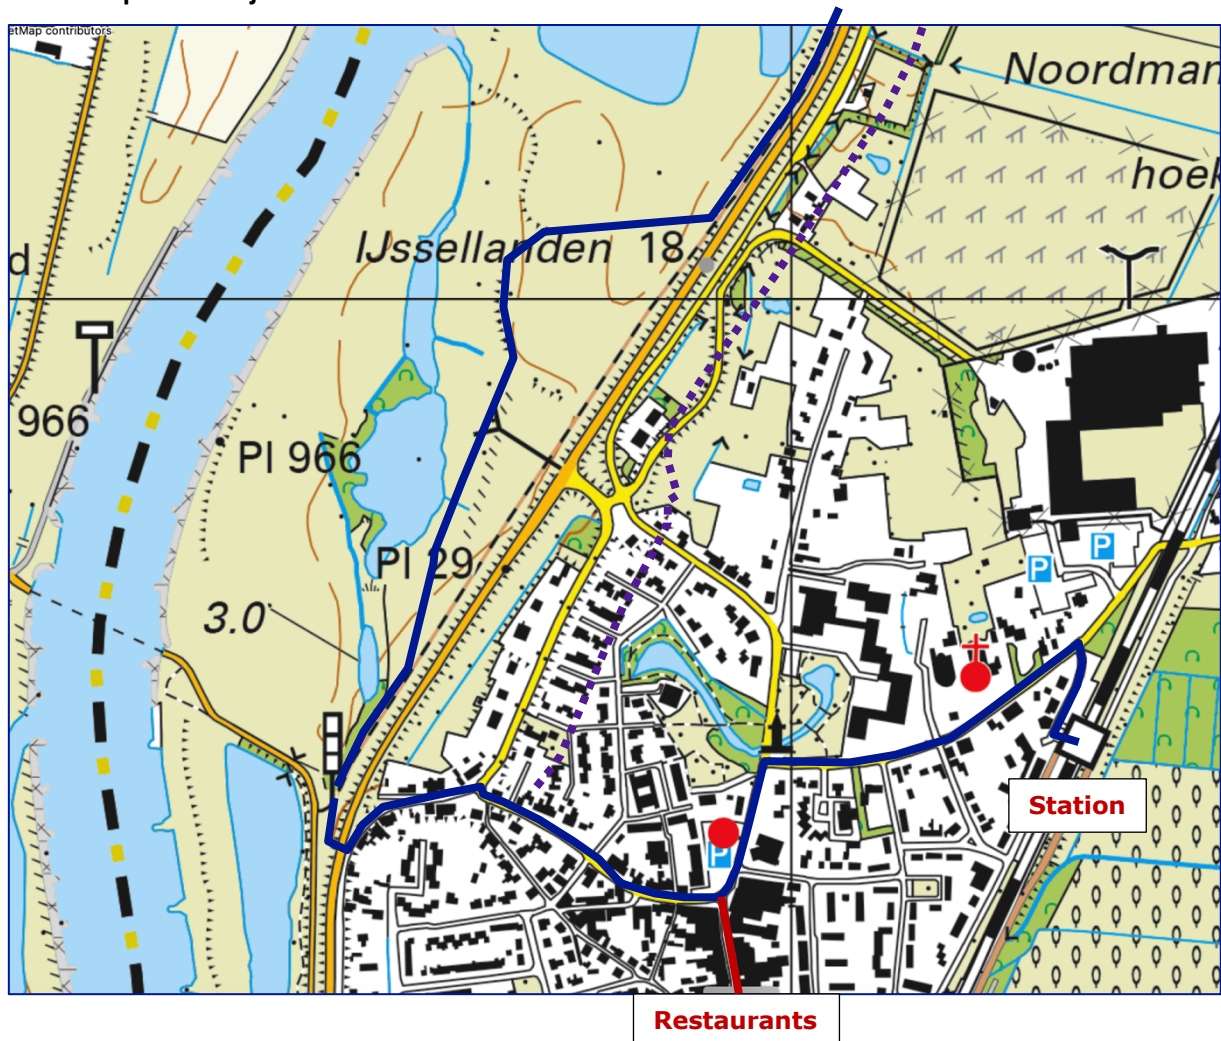 etMap contributors
Noordman
hoek
IJssellanden 18
d
966
Pl 966
Pl 29
3.0
P
P
P
Station
Restaurants